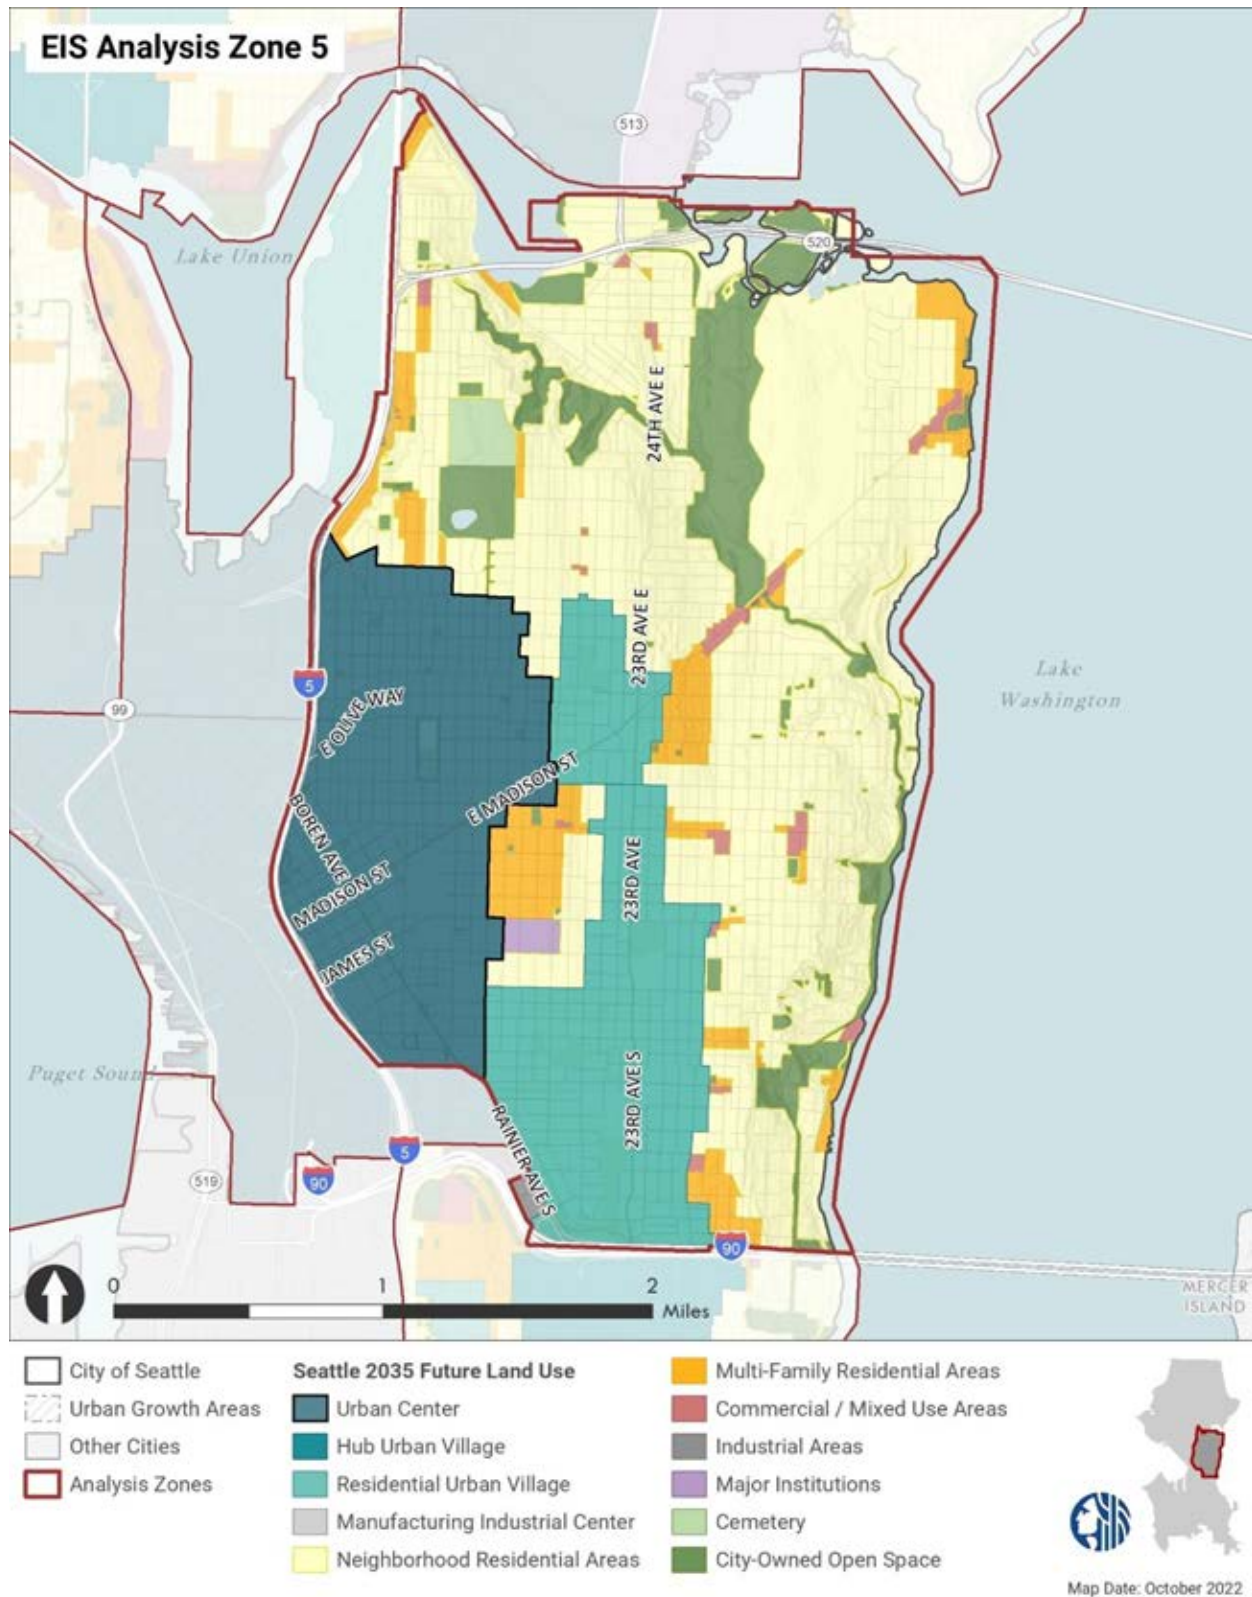 EIS Analysis Zone 5
513
520
Lake Union
24TH AVE E
23RD AVE E
5
99
E OLIVE WAY
Lake
Washington
E MADISON ST
BOREN AVE
MADISON ST
23RD AVE
JAMES ST
Puget Sound
23RD AVE S
RAINIER AVE S
5
519
90
90
MERCER
ISLAND
0 1 2
Miles
City of Seattle
Urban Growth Areas
Other Cities
Analysis Zones
Seattle 2035 Future Land Use
Urban Center
Hub Urban Village
Residential Urban Village
Manufacturing Industrial Center
Neighborhood Residential Areas
Multi-Family Residential Areas
Commercial / Mixed Use Areas
Industrial Areas
Major Institutions
Cemetery
City-Owned Open Space
Map Date: October 2022